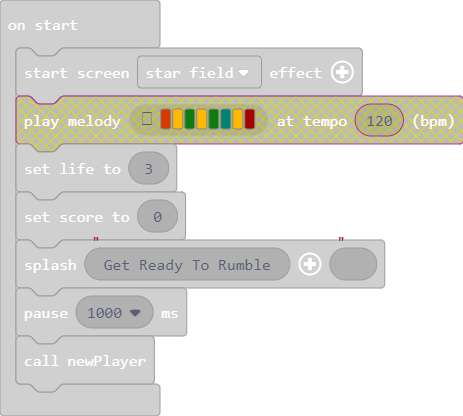 on start
start screen star field effect
play melody at tempo 120 (bpm)
set life to 3
set score to 0
splash "Get Ready To Rumble"
pause 1000 ms
call newPlayer